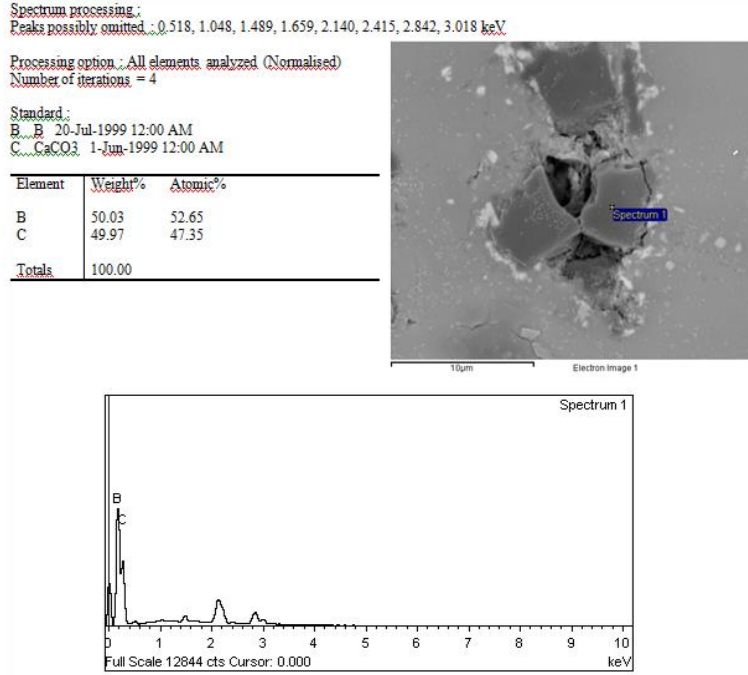 Spectrum processing :
Peaks possibly omitted : 0.518, 1.048, 1.489, 1.659, 2.140, 2.415, 2.842, 3.018 keV
Processing option : All elements analyzed (Normalised)
Number of iterations = 4
Standard :
B B 20-Jul-1999 12:00 AM
C CaCO3 1-Jun-1999 12:00 AM
Element Weight% Atomic%
B 50.03 52.65
C 49.97 47.35
Totals 100.00
Spectrum 1
10µm Electron Image 1
Spectrum 1
B
C
0 1 2 3 4 5 6 7 8 9 10
Full Scale 12844 cts Cursor: 0.000 keV